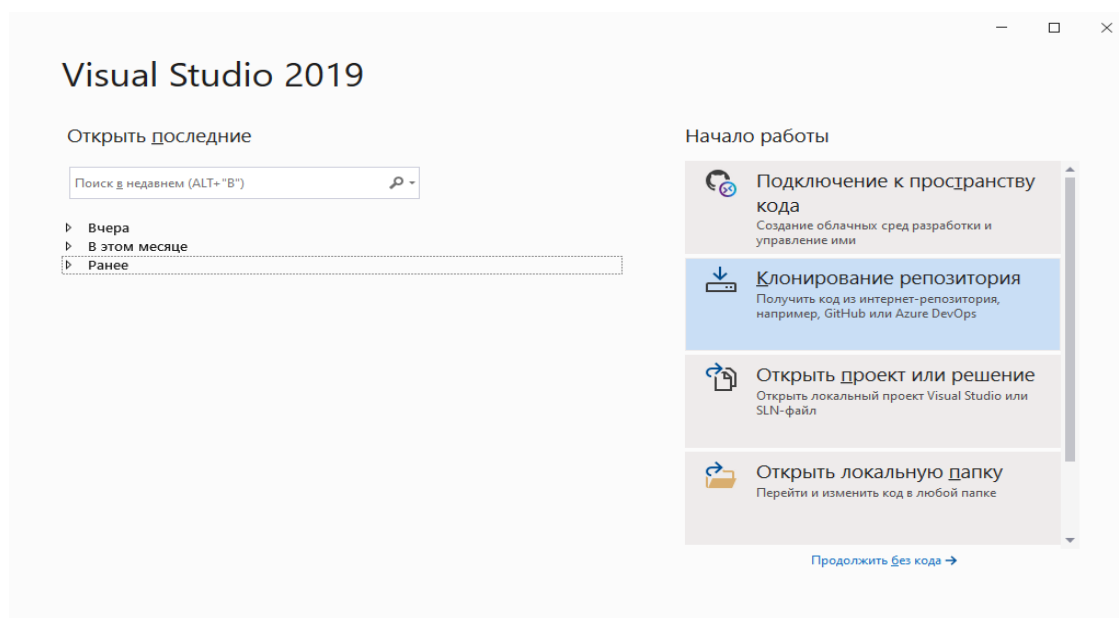 Visual Studio 2019
Открыть последние
Поиск в недавнем (ALT+"В")
Вчера
В этом месяце
Ранее
Начало работы
Подключение к пространству
кода
Создание облачных сред разработки и
управление ими
Клонирование репозитория
Получить код из интернет-репозитория,
например, GitHub или Azure DevOps
Открыть проект или решение
Открыть локальный проект Visual Studio или
SLN-файл
Открыть локальную папку
Перейти и изменить код в любой папке
Продолжить без кода →